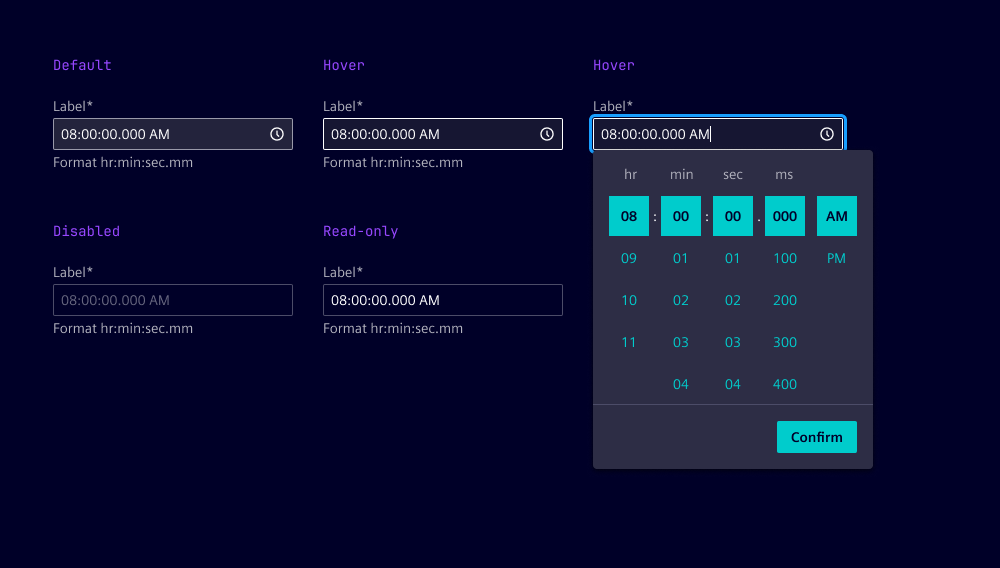 Default
Hover
Hover
Label*
Label*
Label*
08:00:00.000 AM
08:00:00.000 AM
08:00:00.000 AM
Format hr:min:sec.mm
Format hr:min:sec.mm
hr min sec ms
08 : 00 : 00 . 000 AM
09 01 01 100 PM
10 02 02 200
11 03 03 300
04 04 400
Confirm
Disabled
Read-only
Label*
Label*
08:00:00.000 AM
08:00:00.000 AM
Format hr:min:sec.mm
Format hr:min:sec.mm